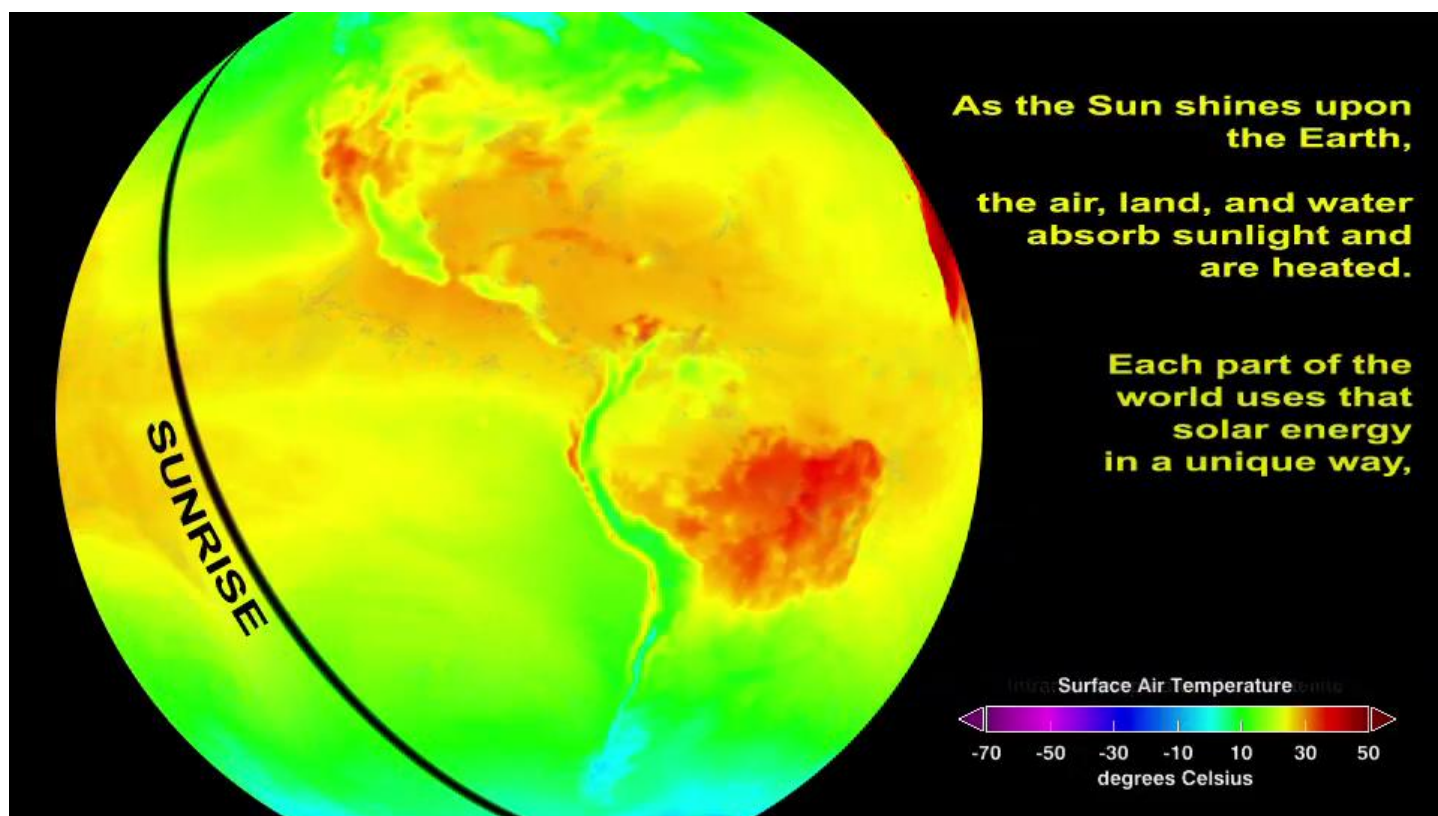 As the Sun shines upon
the Earth,
the air, land, and water
absorb sunlight and
are heated.
Each part of the
world uses that
solar energy
in a unique way,
SUNRISE
Surface Air Temperature
-70 -50 -30 -10 10 30 50
degrees Celsius